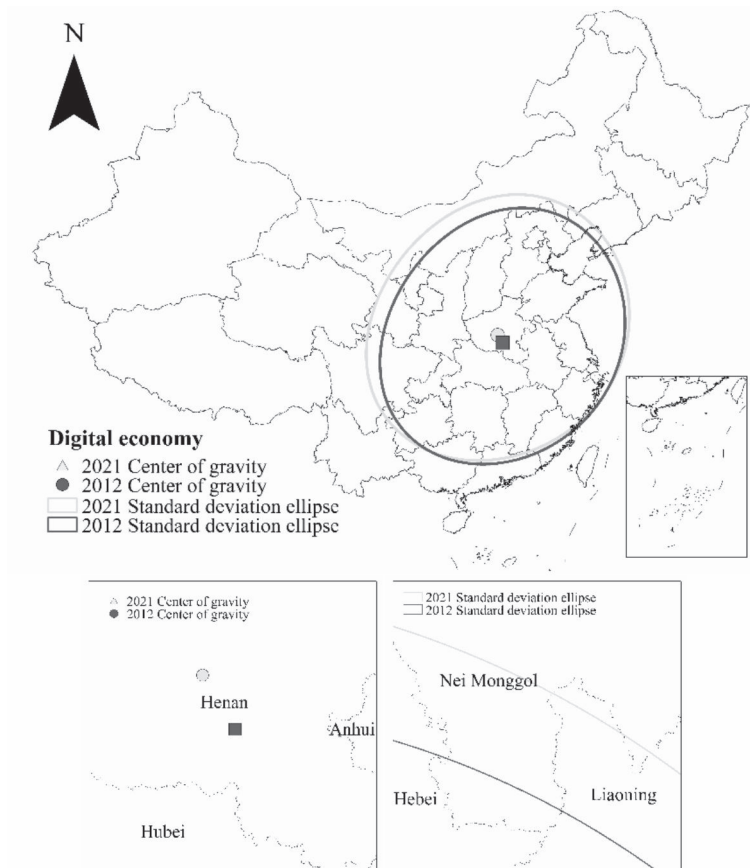 N
Digital economy
2021 Center of gravity
2012 Center of gravity
2021 Standard deviation ellipse
2012 Standard deviation ellipse
2021 Center of gravity
2012 Center of gravity
Henan
Anhui
Hubei
2021 Standard deviation ellipse
2012 Standard deviation ellipse
Nei Monggol
Hebei
Liaoning